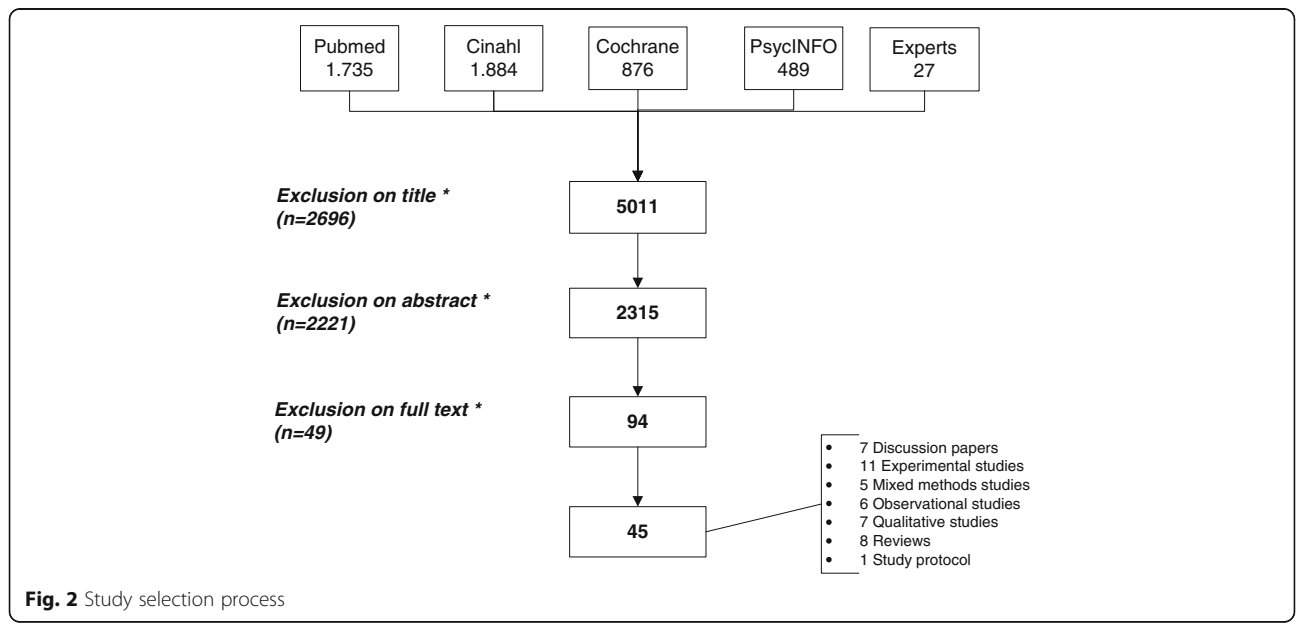 Pubmed
1.735
Cinahl
1.884
Cochrane
876
PsycINFO
489
Experts
27
Exclusion on title *
(n=2696)
5011
Exclusion on abstract *
(n=2221)
2315
Exclusion on full text *
(n=49)
94
45
• 7 Discussion papers
• 11 Experimental studies
• 5 Mixed methods studies
• 6 Observational studies
• 7 Qualitative studies
• 8 Reviews
• 1 Study protocol
Fig. 2 Study selection process